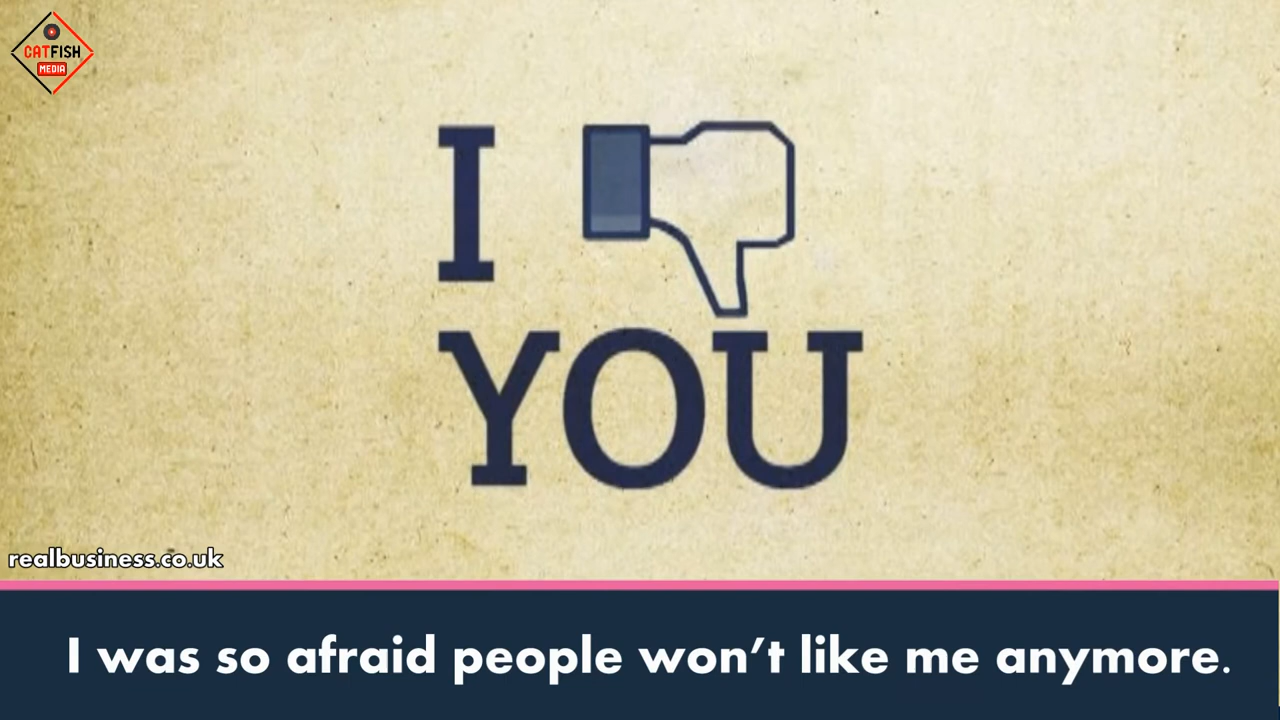 CATFISH
MEDIA
I
YOU
realbusiness.co.uk
I was so afraid people won’t like me anymore.